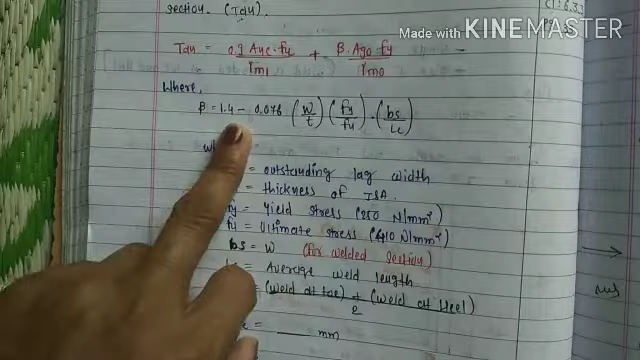 Made with KINEMASTER
section. (Tdn)
Tdn = 0.9 Anc.fu / γm1 + β. Ago fy / γm0
Where,
β = 1.4 - 0.076 (w/t) (fy/fu) . (bs/Lc)
= outstanding leg width
= thickness of ISA.
fy = Yield stress (250 N/mm²)
fu = Ultimate stress (410 N/mm²)
bs = w (for welded section)
= Average weld length
= (weld at toe) + (weld at Heel)
2
= ___ mm